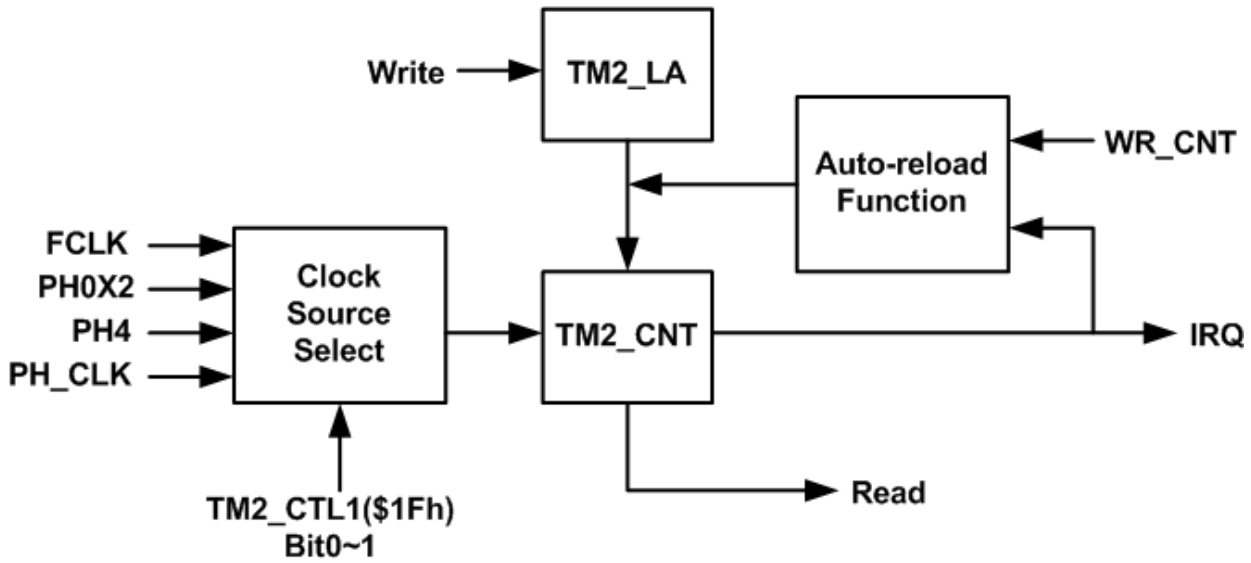 Write
TM2_LA
Auto-reload
Function
WR_CNT
FCLK
PH0X2
PH4
PH_CLK
Clock
Source
Select
TM2_CNT
IRQ
Read
TM2_CTL1($1Fh)
Bit0~1